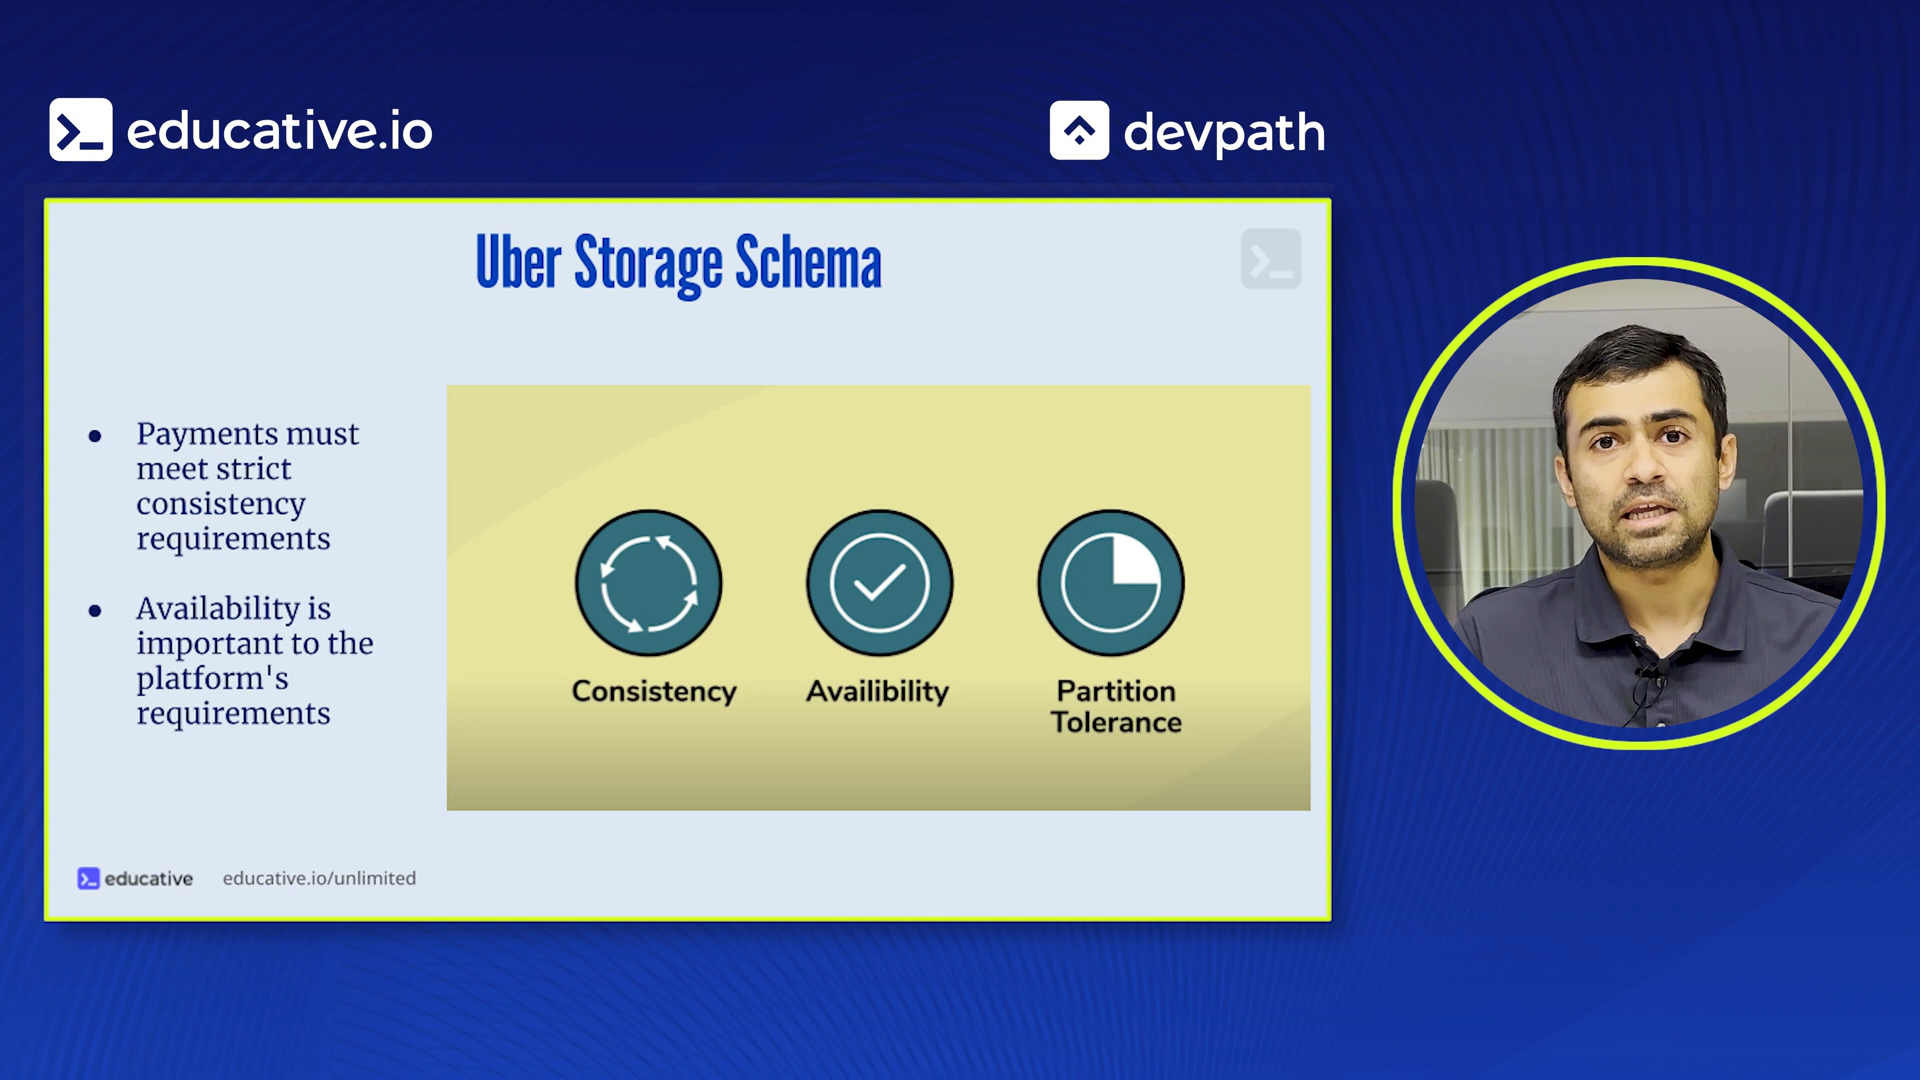 educative.io
devpath
Uber Storage Schema
• Payments must
meet strict
consistency
requirements
• Availability is
important to the
platform's
requirements
Consistency
Availibility
Partition
Tolerance
educative
educative.io/unlimited